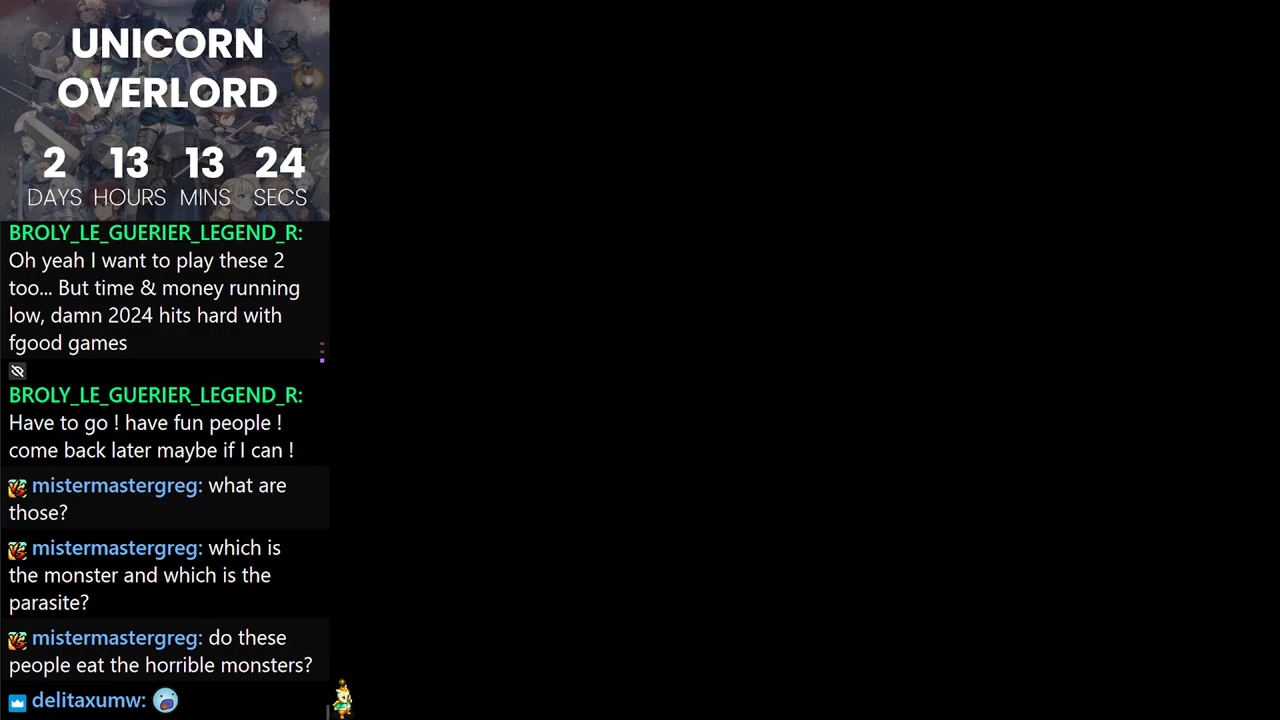 UNICORN
OVERLORD
2 13 13 24
DAYS HOURS MINS SECS
BROLY_LE_GUERIER_LEGEND_R:
Oh yeah I want to play these 2
too... But time & money running
low, damn 2024 hits hard with
fgood games
BROLY_LE_GUERIER_LEGEND_R:
Have to go ! have fun people !
come back later maybe if I can !
mistermastergreg: what are
those?
mistermastergreg: which is
the monster and which is the
parasite?
mistermastergreg: do these
people eat the horrible monsters?
delitaxumw: